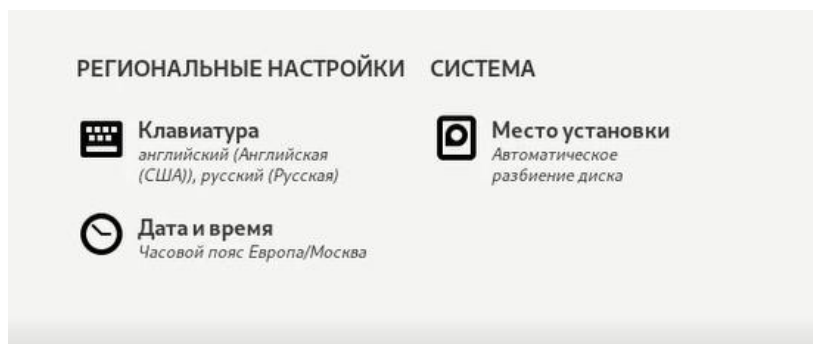 РЕГИОНАЛЬНЫЕ НАСТРОЙКИ
Клавиатура
английский (Английская
(США)), русский (Русская)
Дата и время
Часовой пояс Европа/Москва
СИСТЕМА
Место установки
Автоматическое
разбиение диска